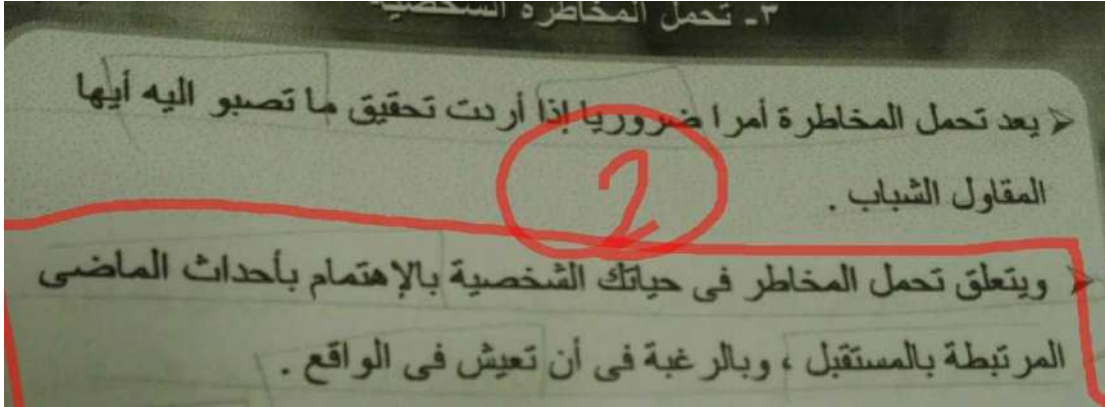 ٣- تحمل المخاطرة الشخصية
يعد تحمل المخاطرة أمرا ضروريا إذا أردت تحقيق ما تصبو اليه أيها
المقاول الشباب .
2
ويتعلق تحمل المخاطر فى حياتك الشخصية بالإهتمام بأحداث الماضى
المرتبطة بالمستقبل ، وبالرغبة فى أن تعيش فى الواقع .